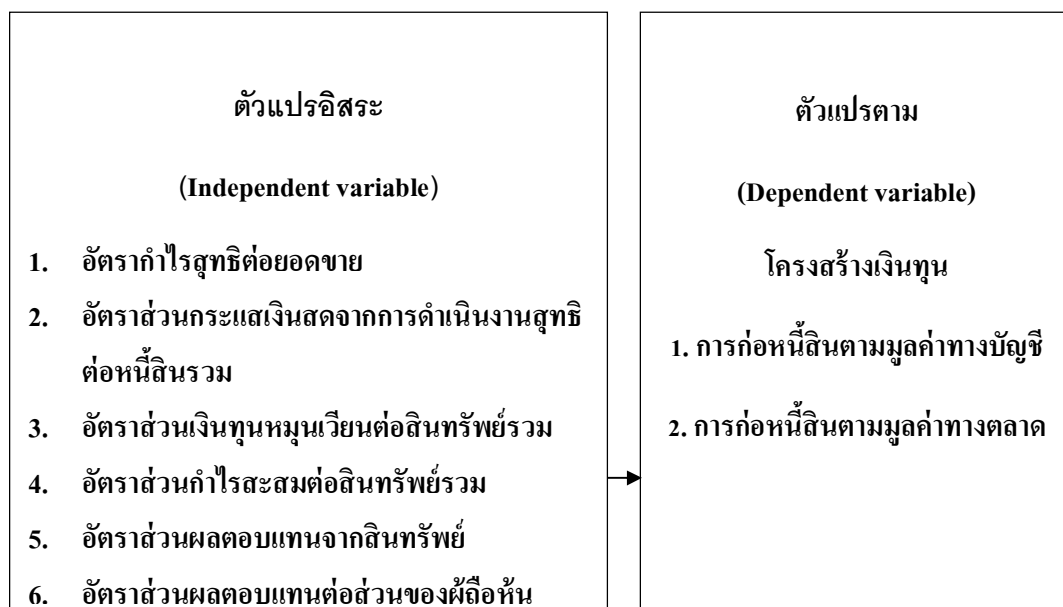 ตัวแปรอิสระ
(Independent variable)
1. อัตรากำไรสุทธิต่อยอดขาย
2. อัตราส่วนกระแสเงินสดจากการดำเนินงานสุทธิ
ต่อหนี้สินรวม
3. อัตราส่วนเงินทุนหมุนเวียนต่อสินทรัพย์รวม
4. อัตราส่วนกำไรสะสมต่อสินทรัพย์รวม
5. อัตราส่วนผลตอบแทนจากสินทรัพย์
6. อัตราส่วนผลตอบแทนต่อส่วนของผู้ถือหุ้น
ตัวแปรตาม
(Dependent variable)
โครงสร้างเงินทุน
1. การก่อหนี้สินตามมูลค่าทางบัญชี
2. การก่อหนี้สินตามมูลค่าทางตลาด